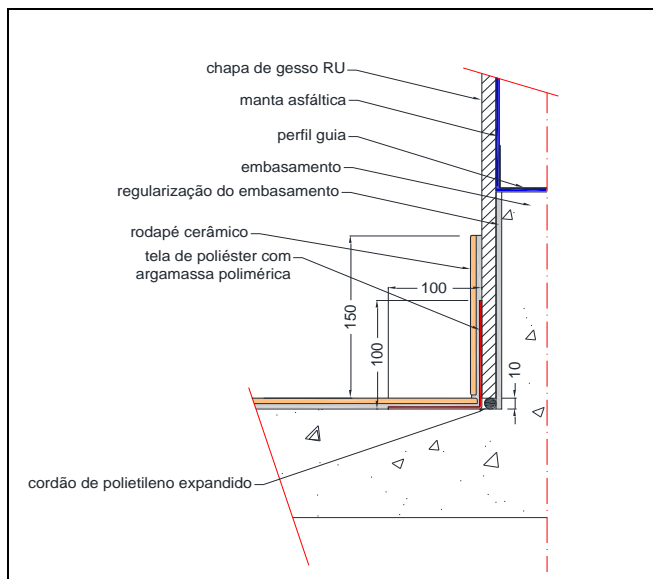 chapa de gesso RU
manta asfáltica
perfil guia
embasamento
regularização do embasamento
rodapé cerâmico
tela de poliéster com
argamassa polimérica
100
150
100
10
cordão de polietileno expandido